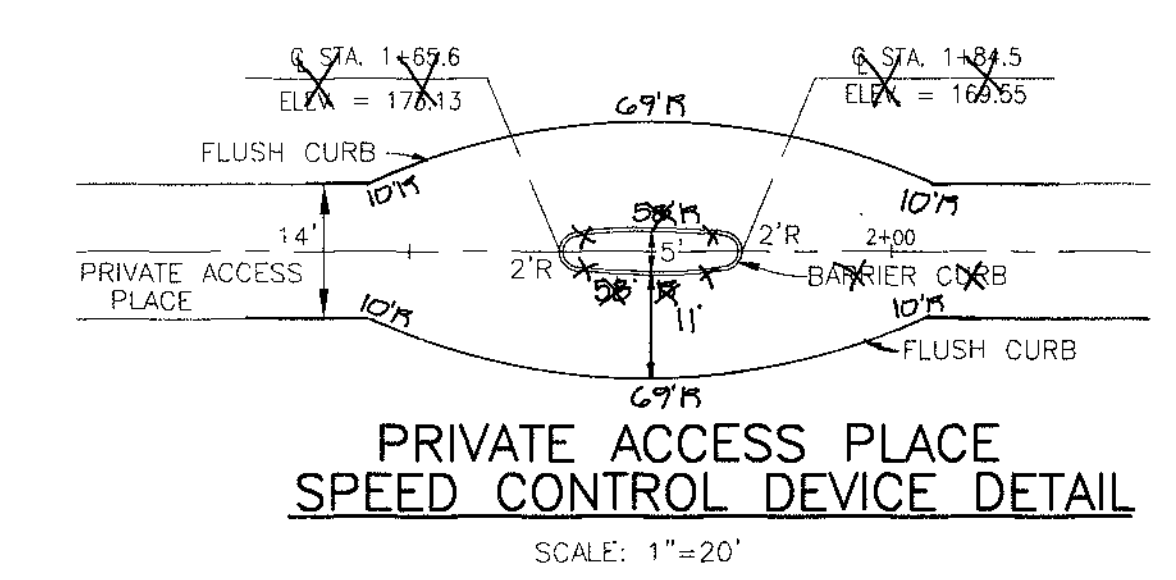 ℄ STA. 1+65.6
ELEV. = 173.13
℄ STA. 1+84.5
ELEV. = 169.55
69'R
FLUSH CURB
10'R
10'R
14'
5'
2'R
2'R
2+00
PRIVATE ACCESS
PLACE
BARRIER CURB
10'R
11'
10'R
FLUSH CURB
69'R
PRIVATE ACCESS PLACE
SPEED CONTROL DEVICE DETAIL
SCALE: 1"=20'